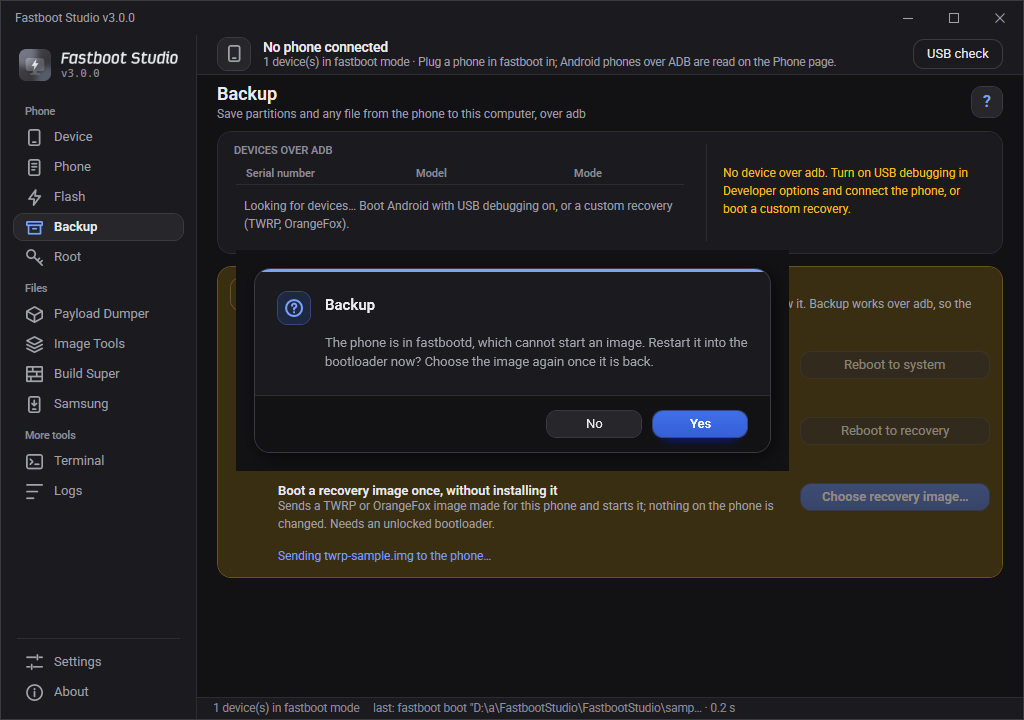 Fastboot Studio v3.0.0
Fastboot Studio
v3.0.0
Phone
Device
Phone
Flash
Backup
Root
Files
Payload Dumper
Image Tools
Build Super
Samsung
More tools
Terminal
Logs
Settings
About
No phone connected
1 device(s) in fastboot mode · Plug a phone in fastboot in; Android phones over ADB are read on the Phone page.
USB check
Backup
Save partitions and any file from the phone to this computer, over adb
?
DEVICES OVER ADB
Serial number Model Mode
Looking for devices... Boot Android with USB debugging on, or a custom recovery
(TWRP, OrangeFox).
No device over adb. Turn on USB debugging in
Developer options and connect the phone, or
boot a custom recovery.
it. Backup works over adb, so the
Reboot to system
Reboot to recovery
Backup
The phone is in fastbootd, which cannot start an image. Restart it into the
bootloader now? Choose the image again once it is back.
No
Yes
Boot a recovery image once, without installing it
Sends a TWRP or OrangeFox image made for this phone and starts it; nothing on the phone is
changed. Needs an unlocked bootloader.
Choose recovery image...
Sending twrp-sample.img to the phone...
1 device(s) in fastboot mode last: fastboot boot "D:\a\FastbootStudio\FastbootStudio\samp... · 0.2 s